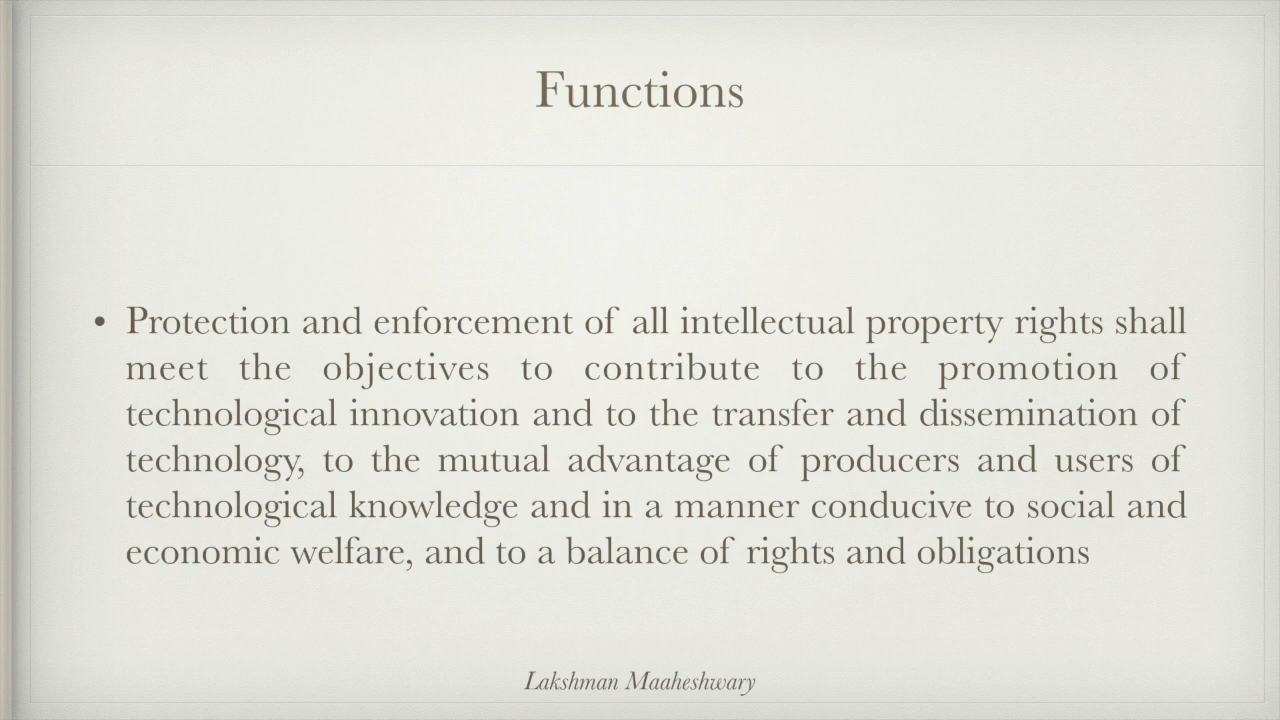 Functions
• Protection and enforcement of all intellectual property rights shall
meet the objectives to contribute to the promotion of
technological innovation and to the transfer and dissemination of
technology, to the mutual advantage of producers and users of
technological knowledge and in a manner conducive to social and
economic welfare, and to a balance of rights and obligations
Lakshman Maaheshwary